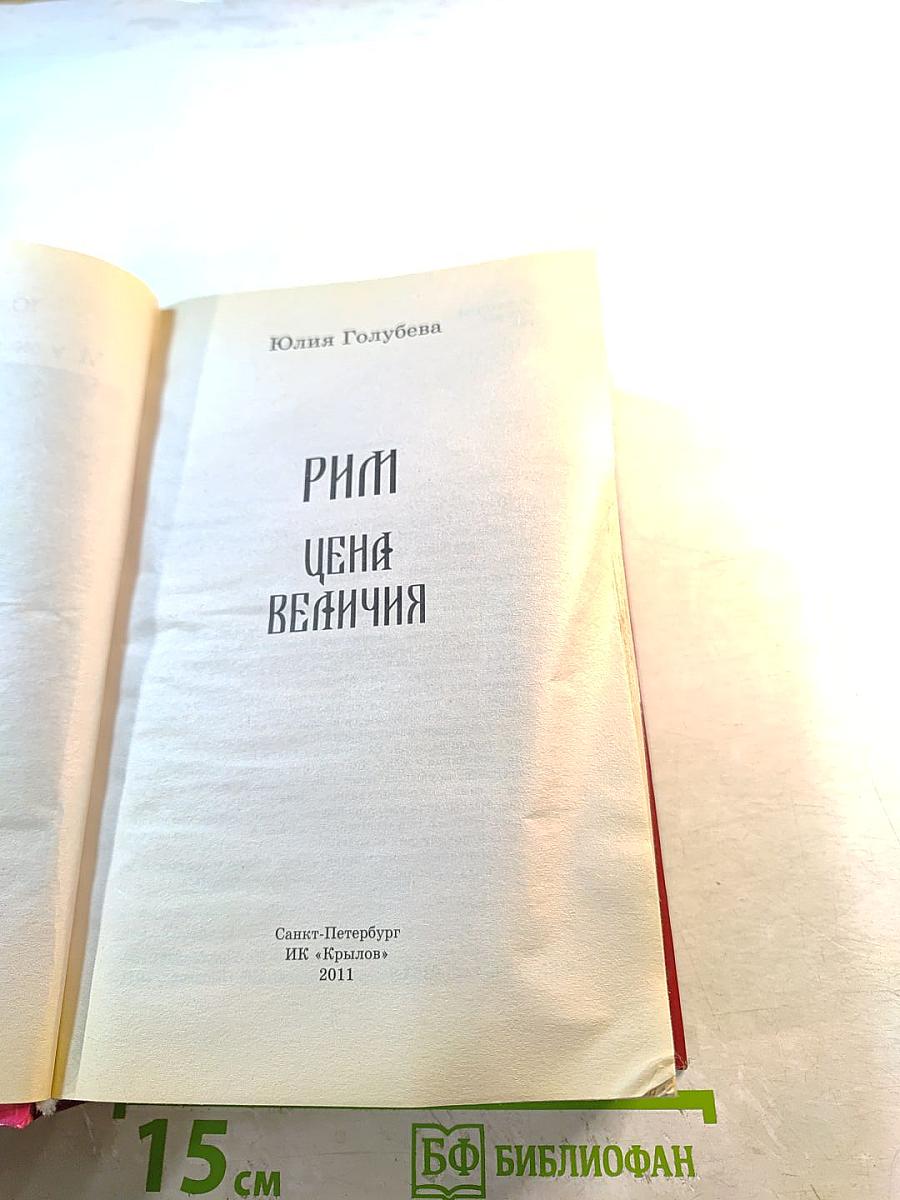 Юлия Голубева
РИМ
ЦЕНА
ВЕЛИЧИЯ
Санкт-Петербург
ИК «Крылов»
2011
15 см
БФ БИБЛИОФАН